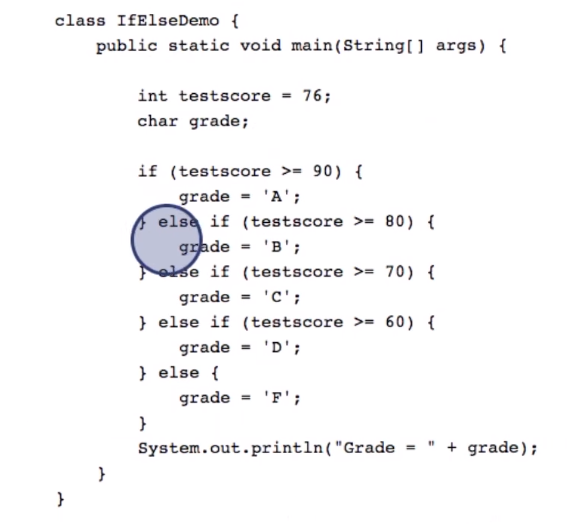 class IfElseDemo {
    public static void main(String[] args) {

        int testscore = 76;
        char grade;

        if (testscore >= 90) {
            grade = 'A';
        } else if (testscore >= 80) {
            grade = 'B';
        } else if (testscore >= 70) {
            grade = 'C';
        } else if (testscore >= 60) {
            grade = 'D';
        } else {
            grade = 'F';
        }
        System.out.println("Grade = " + grade);
    }
}